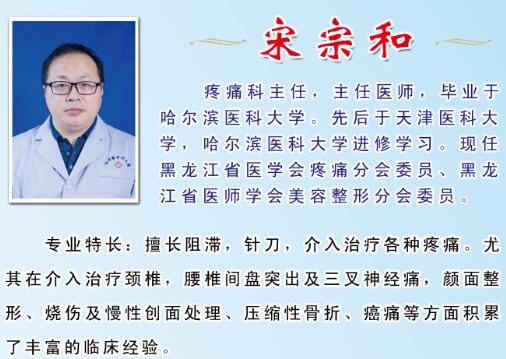 宋宗和
疼痛科主任，主任医师，毕业于
哈尔滨医科大学。先后于天津医科大
学，哈尔滨医科大学进修学习。现任
黑龙江省医学会疼痛分会委员、黑龙
江省医师学会美容整形分会委员。
专业特长：擅长阻滞，针刀，介入治疗各种疼痛。尤
其在介入治疗颈椎，腰椎间盘突出及三叉神经痛，颜面整
形、烧伤及慢性创面处理、压缩性骨折、癌痛等方面积累
了丰富的临床经验。